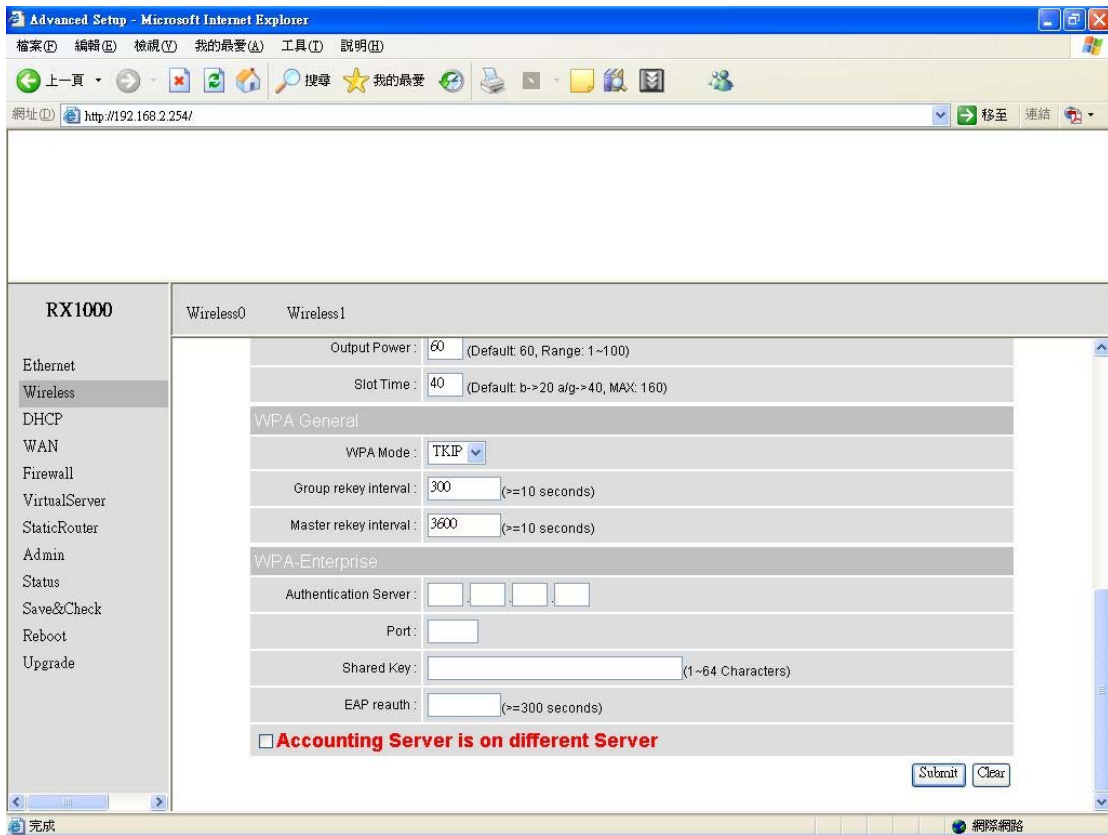 Advanced Setup - Microsoft Internet Explorer
檔案(F) 編輯(E) 檢視(V) 我的最愛(A) 工具(T) 說明(H)
上一頁 搜尋 我的最愛
網址(D) http://192.168.2.254/ 移至 連結
RX1000
Wireless0 Wireless1
Ethernet
Wireless
DHCP
WAN
Firewall
VirtualServer
StaticRouter
Admin
Status
Save&Check
Reboot
Upgrade
Output Power : 60 (Default: 60, Range: 1~100)
Slot Time : 40 (Default: b->20 a/g->40, MAX: 160)
WPA General
WPA Mode : TKIP
Group rekey interval : 300 (>=10 seconds)
Master rekey interval : 3600 (>=10 seconds)
WPA-Enterprise
Authentication Server : . . .
Port :
Shared Key : (1~64 Characters)
EAP reauth : (>=300 seconds)
Accounting Server is on different Server
Submit Clear
完成 網際網路